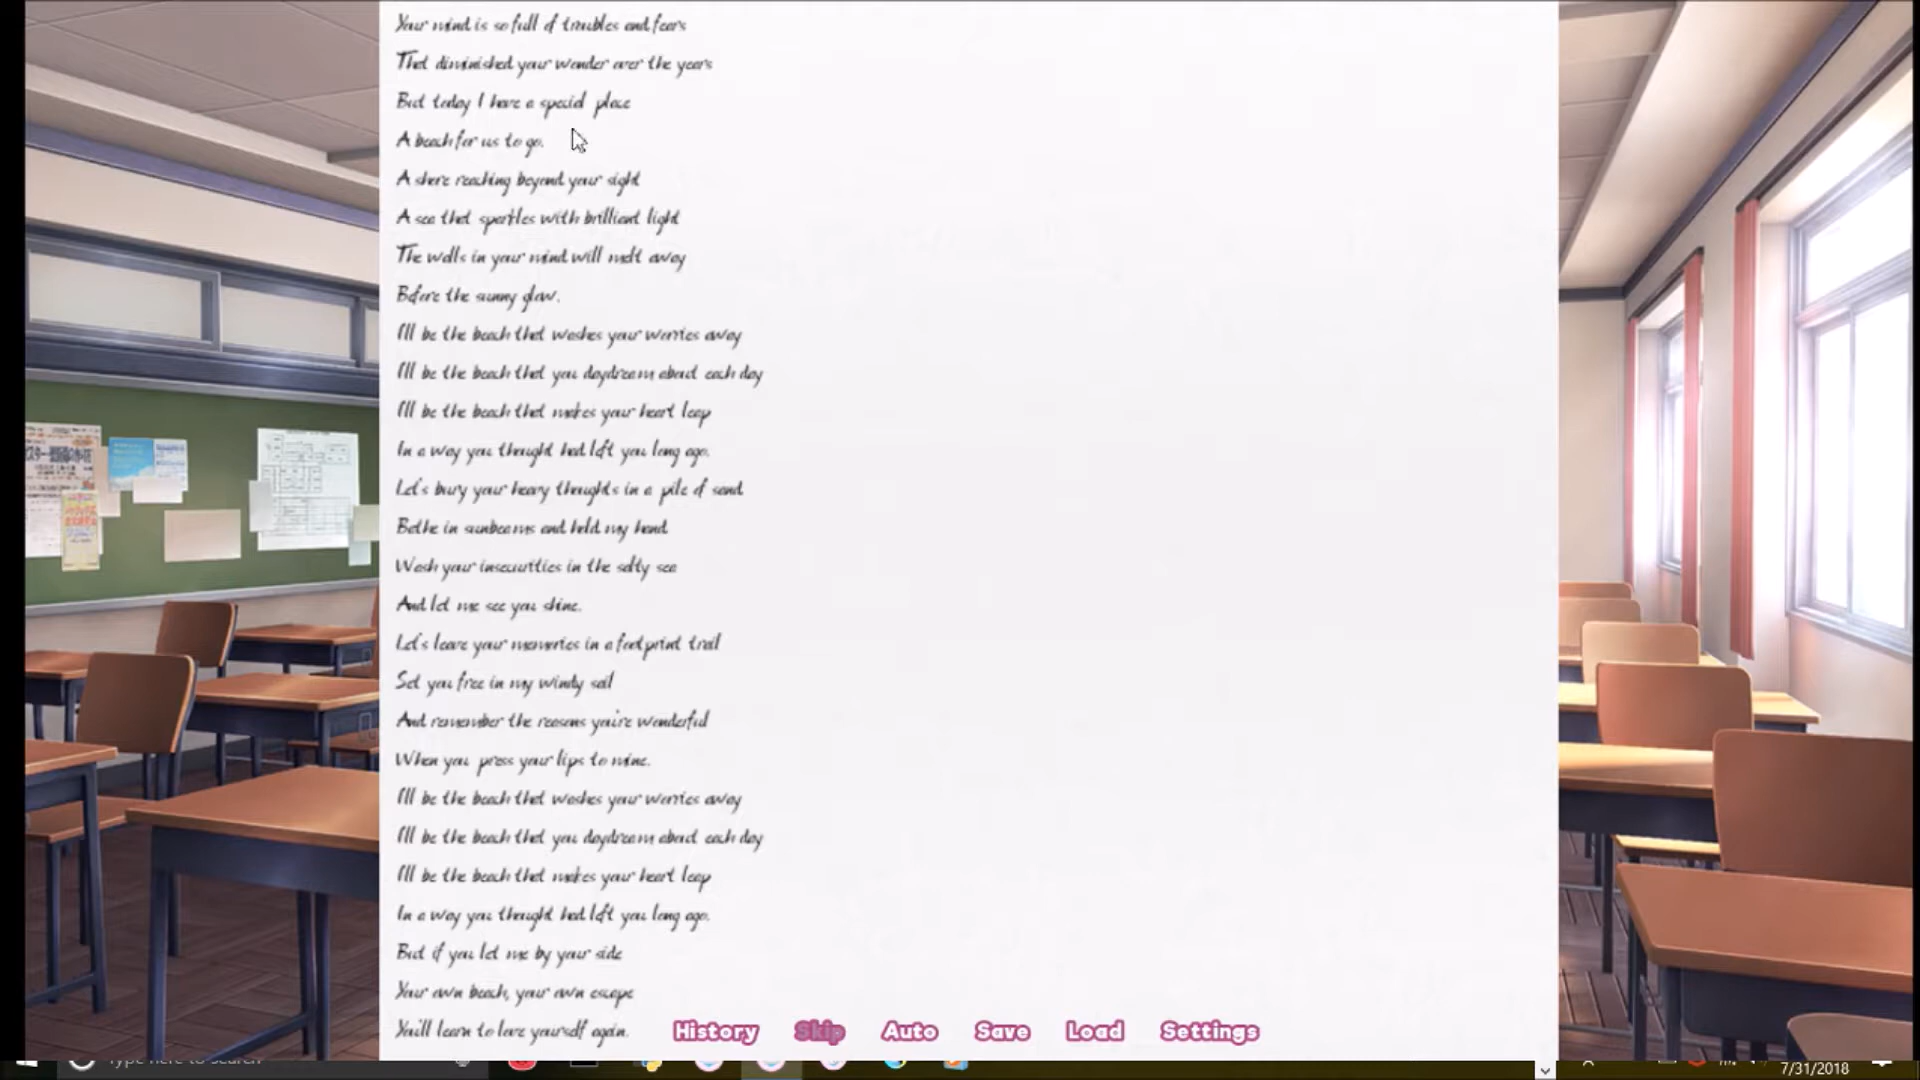 Your mind is so full of troubles and fears
That diminished your wonder over the years
But today I have a special place
A beach for us to go.
A shore reaching beyond your sight
A sea that sparkles with brilliant light
The walls in your mind will melt away
Before the sunny glow.
I'll be the beach that washes your worries away
I'll be the beach that you daydream about each day
I'll be the beach that makes your heart leap
In a way you thought had left you long ago.
Let's bury your heavy thoughts in a pile of sand
Bathe in sunbeams and hold my hand
Wash your insecurities in the salty sea
And let me see you shine.
Let's leave your memories in a footprint trail
Set you free in my windy sail
And remember the reasons you're wonderful
When you press your lips to mine.
I'll be the beach that washes your worries away
I'll be the beach that you daydream about each day
I'll be the beach that makes your heart leap
In a way you thought had left you long ago.
But if you let me by your side
Your own beach, your own escape
You'll learn to love yourself again.
History Skip Auto Save Load Settings
Type here to search
7/31/2018